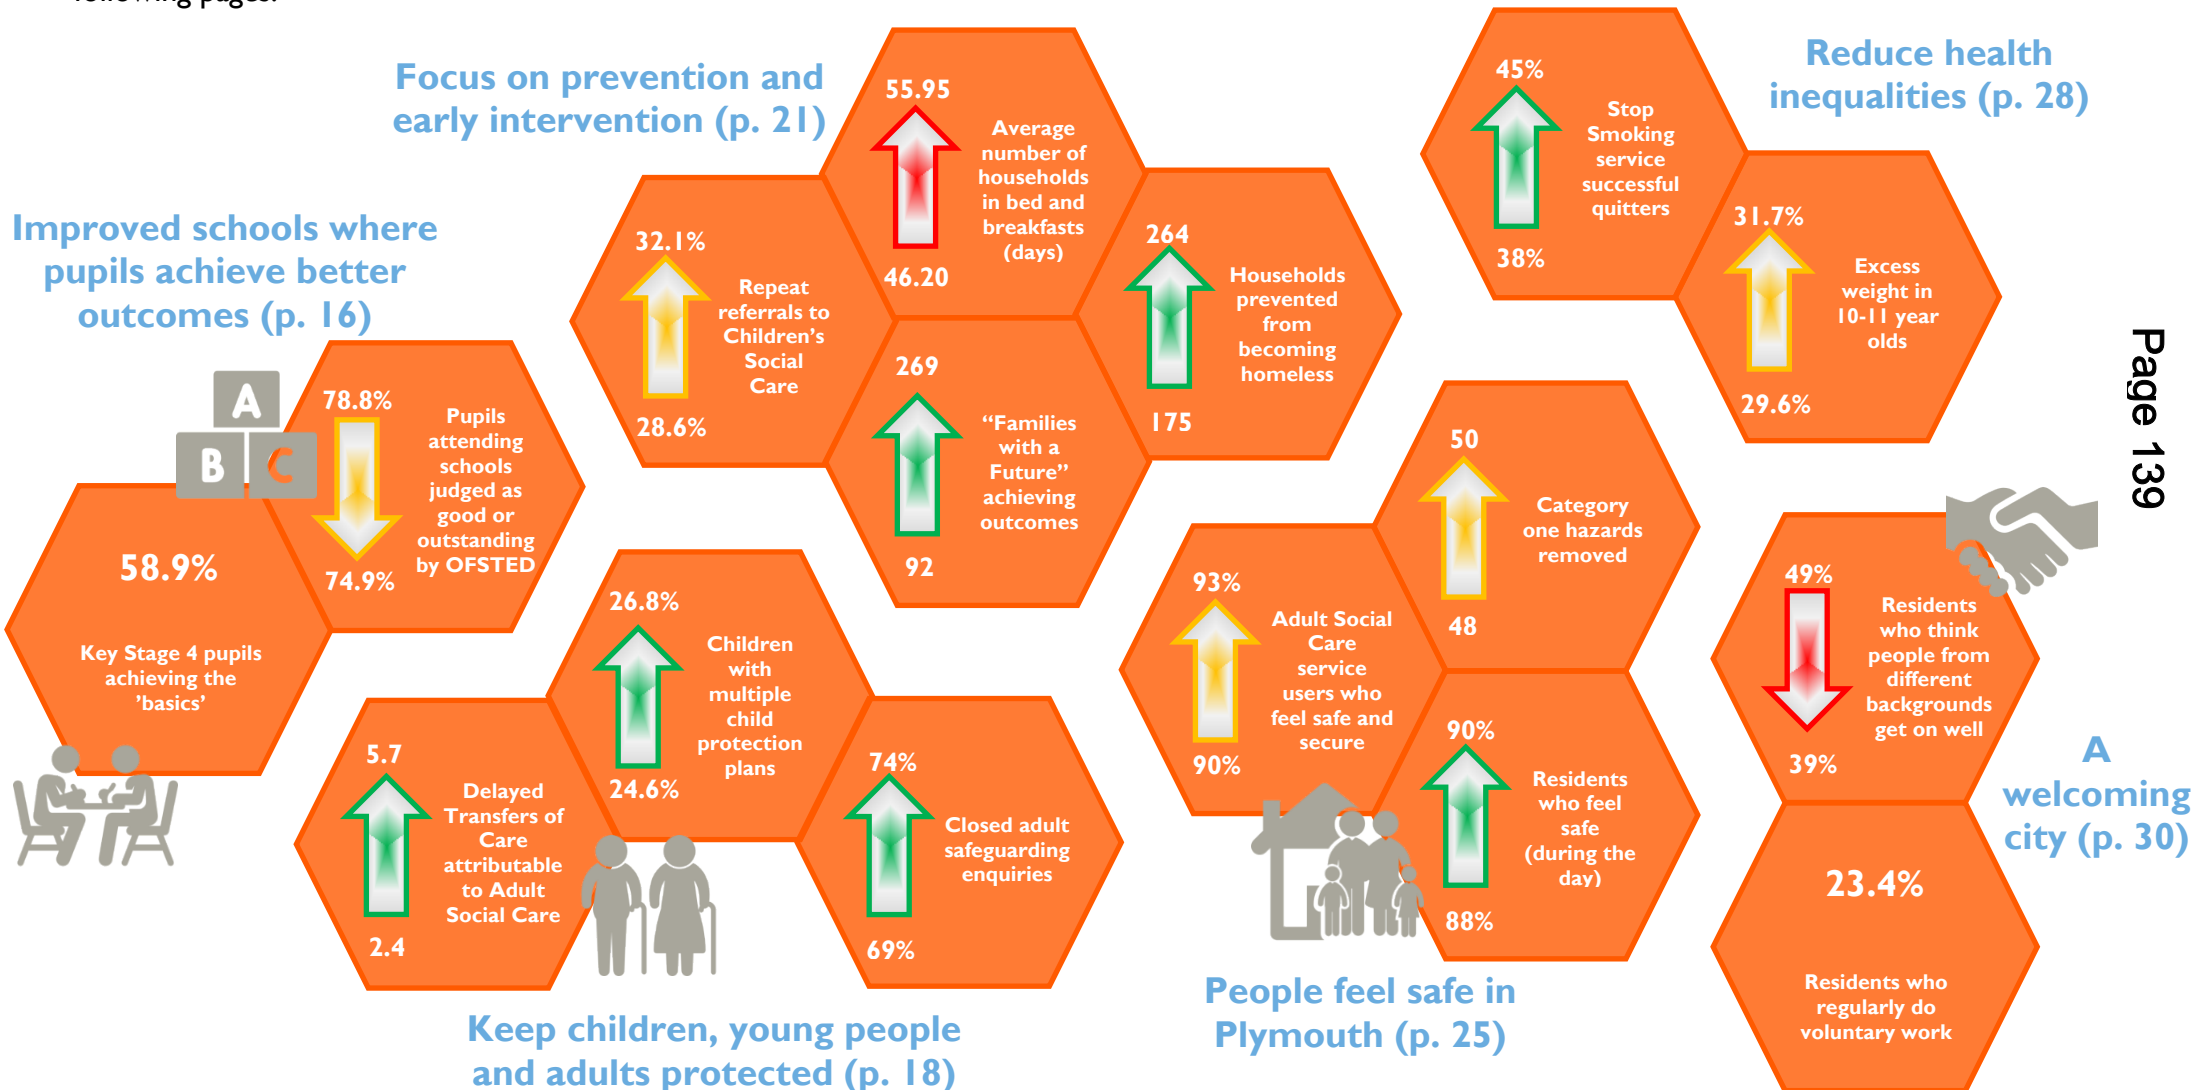 following pages.
Focus on prevention and
early intervention (p. 21)
55.95
Average
number of
households
in bed and
breakfasts
(days)
46.20
32.1%
Repeat
referrals to
Children's
Social
Care
28.6%
264
Households
prevented
from
becoming
homeless
175
269
“Families
with a
Future”
achieving
outcomes
92
Reduce health
inequalities (p. 28)
45%
Stop
Smoking
service
successful
quitters
38%
31.7%
Excess
weight in
10-11 year
olds
29.6%
Improved schools where
pupils achieve better
outcomes (p. 16)
A
B C
78.8%
Pupils
attending
schools
judged as
good or
outstanding
by OFSTED
74.9%
58.9%
Key Stage 4 pupils
achieving the
'basics'
26.8%
Children
with
multiple
child
protection
plans
24.6%
5.7
Delayed
Transfers of
Care
attributable
to Adult
Social Care
2.4
74%
Closed adult
safeguarding
enquiries
69%
Keep children, young people
and adults protected (p. 18)
50
Category
one hazards
removed
48
93%
Adult Social
Care
service
users who
feel safe and
secure
90%
90%
Residents
who feel
safe
(during the
day)
88%
People feel safe in
Plymouth (p. 25)
49%
Residents
who think
people from
different
backgrounds
get on well
39%
A
welcoming
city (p. 30)
23.4%
Residents who
regularly do
voluntary work
Page 139